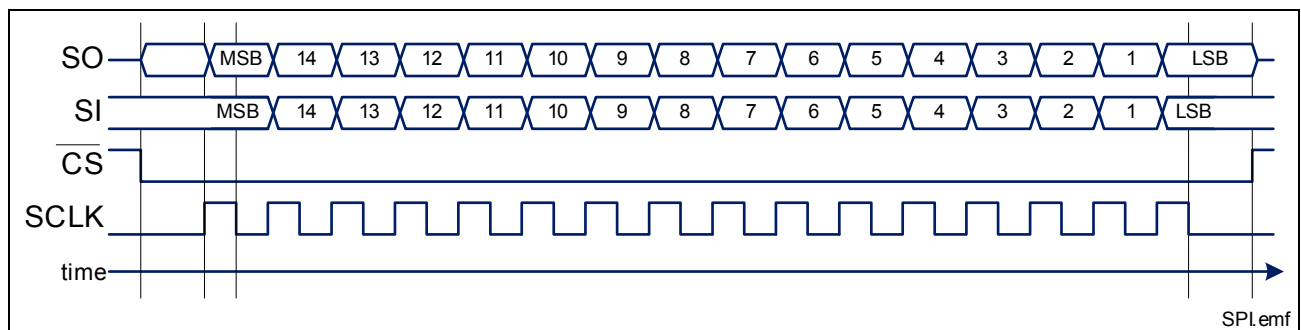 SO MSB 14 13 12 11 10 9 8 7 6 5 4 3 2 1 LSB
SI MSB 14 13 12 11 10 9 8 7 6 5 4 3 2 1 LSB
CS
SCLK
time
SPI.emf